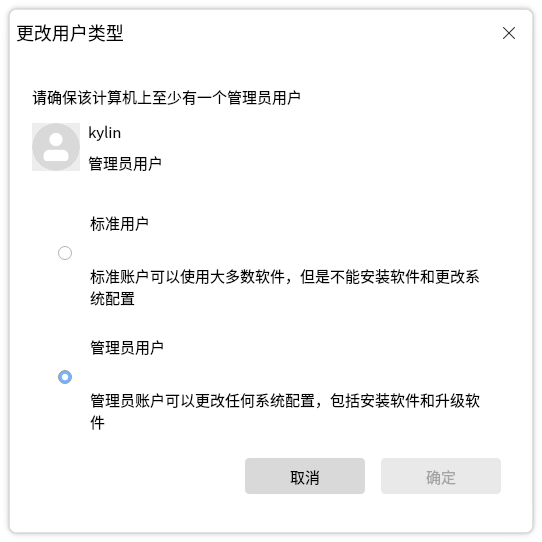 更改用户类型
请确保该计算机上至少有一个管理员用户
kylin
管理员用户
标准用户
标准账户可以使用大多数软件，但是不能安装软件和更改系
统配置
管理员用户
管理员账户可以更改任何系统配置，包括安装软件和升级软
件
取消
确定